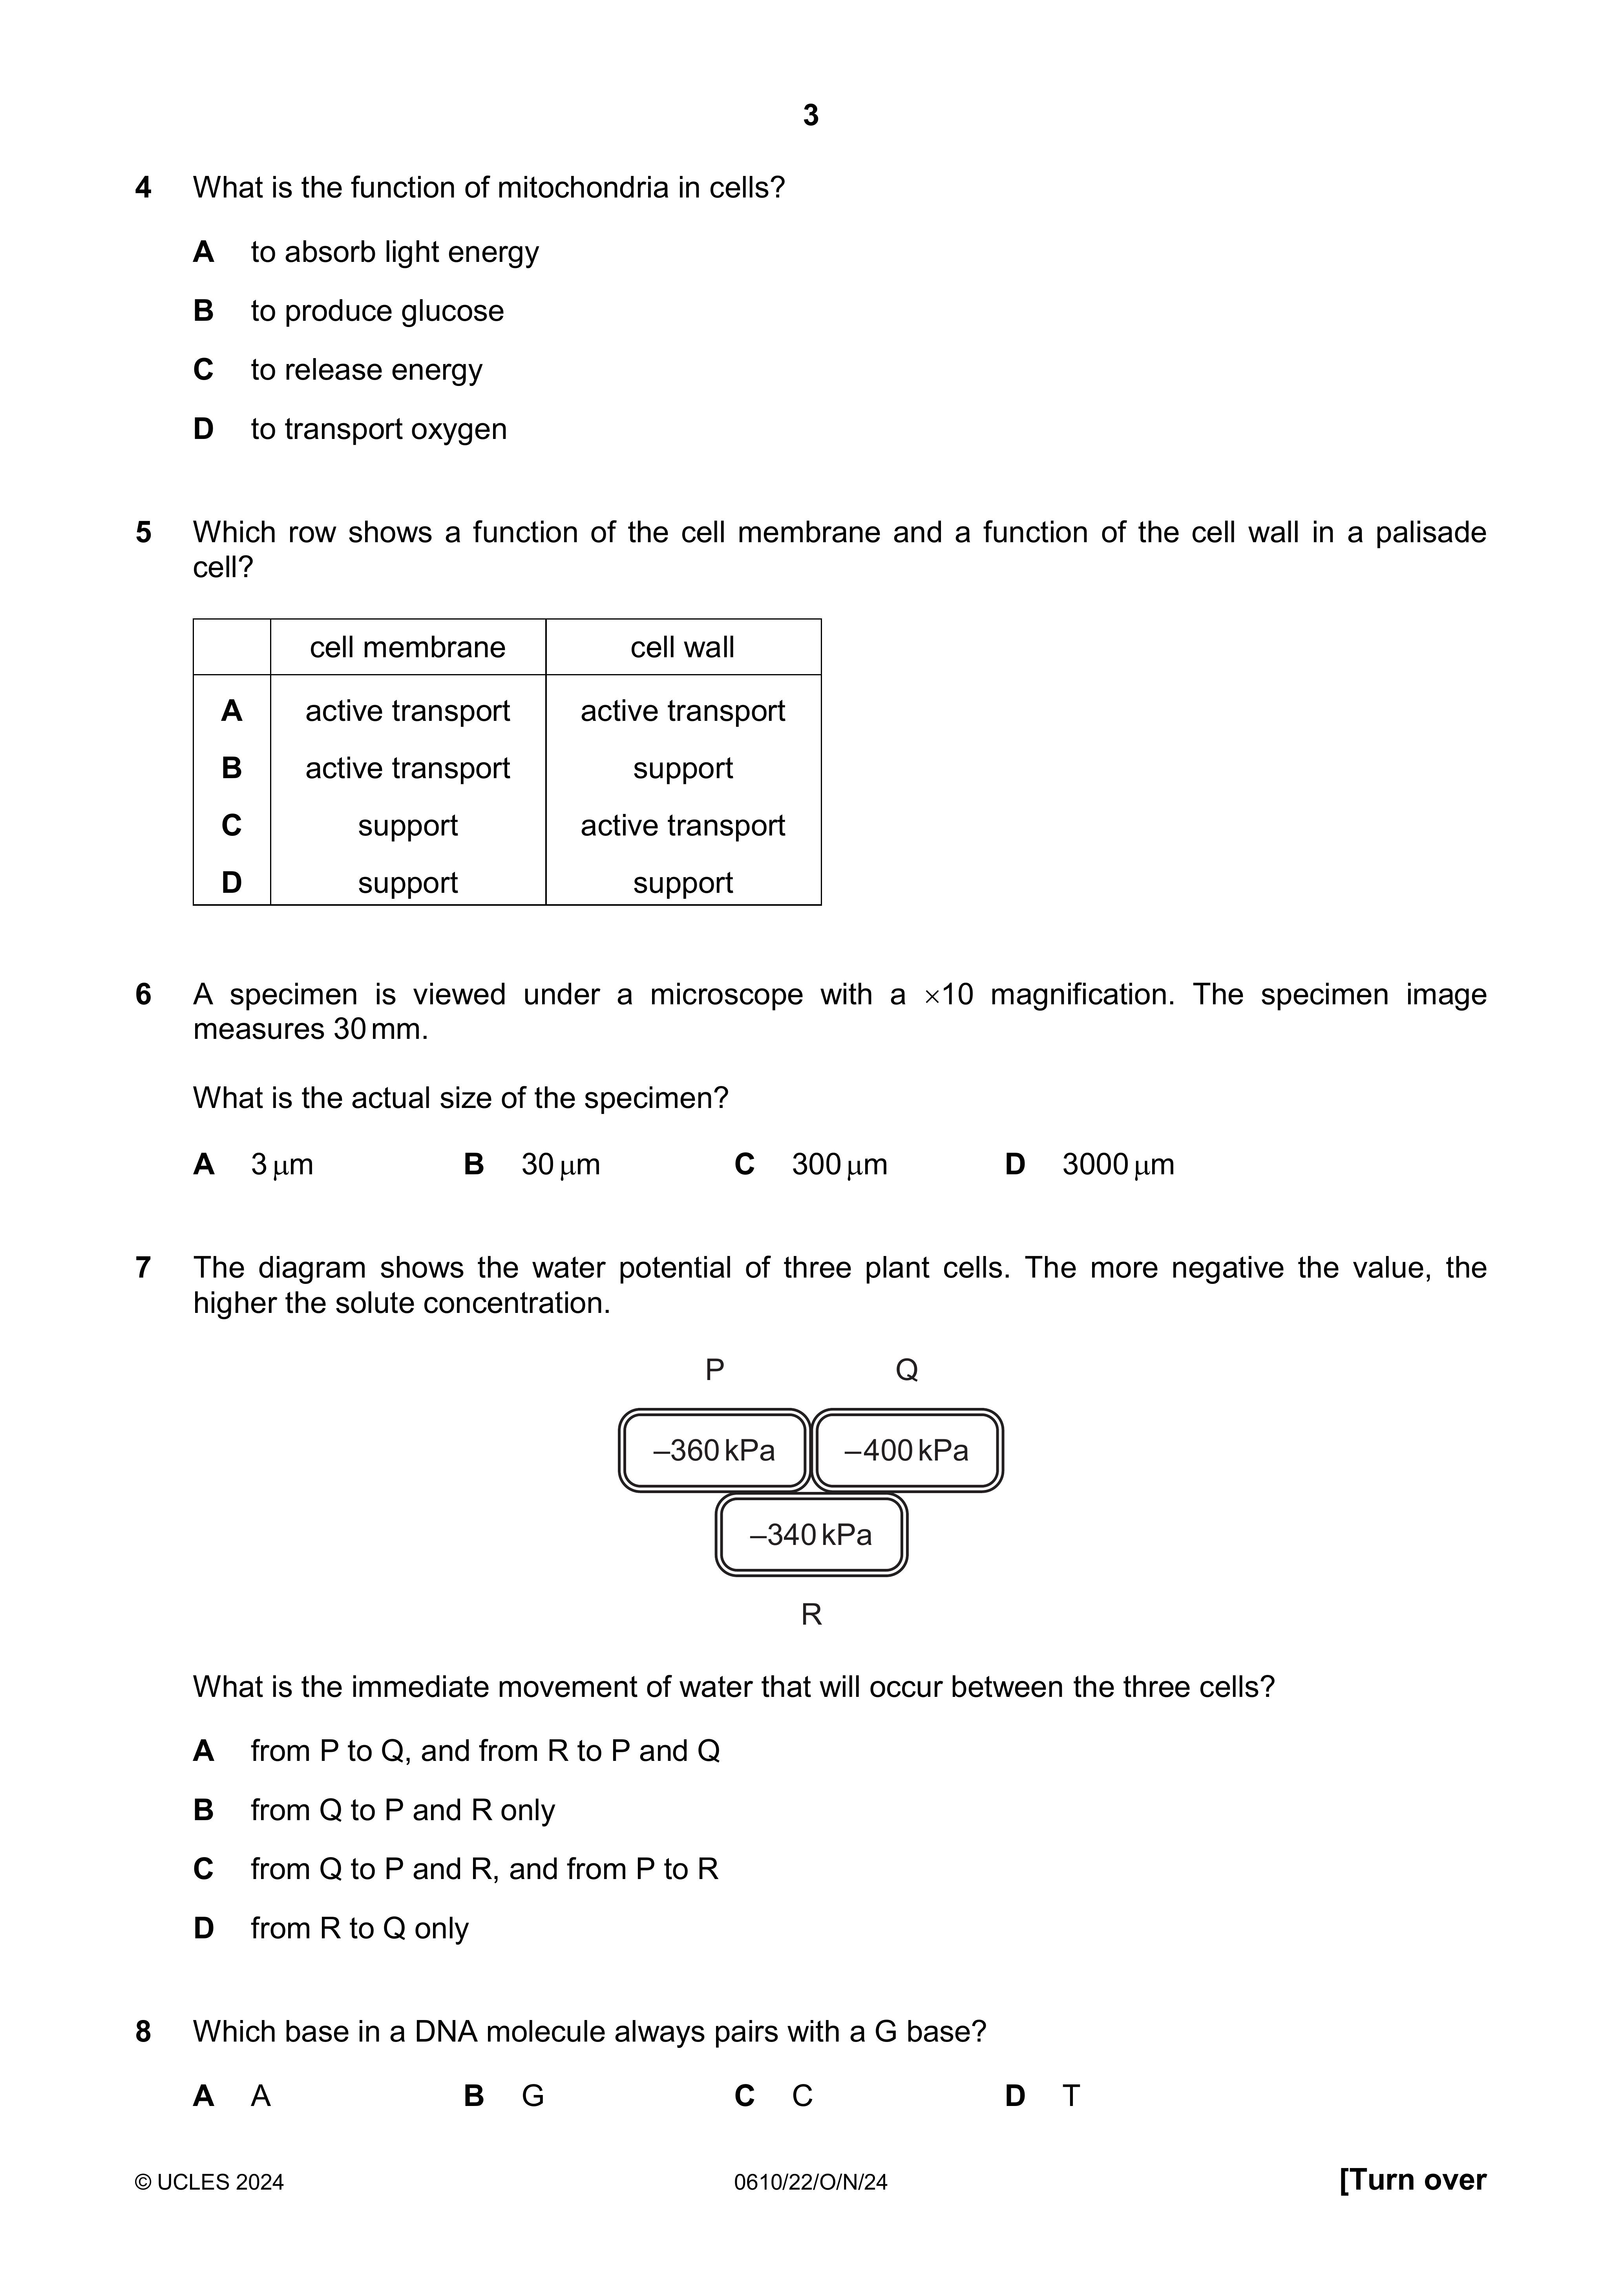 3
4 What is the function of mitochondria in cells?
A to absorb light energy
B to produce glucose
C to release energy
D to transport oxygen
5 Which row shows a function of the cell membrane and a function of the cell wall in a palisade
cell?
cell membrane cell wall
A active transport active transport
B active transport support
C support active transport
D support support
6 A specimen is viewed under a microscope with a ×10 magnification. The specimen image
measures 30 mm.
What is the actual size of the specimen?
A 3 μm B 30 μm C 300 μm D 3000 μm
7 The diagram shows the water potential of three plant cells. The more negative the value, the
higher the solute concentration.
P Q
–360 kPa –400 kPa
–340 kPa
R
What is the immediate movement of water that will occur between the three cells?
A from P to Q, and from R to P and Q
B from Q to P and R only
C from Q to P and R, and from P to R
D from R to Q only
8 Which base in a DNA molecule always pairs with a G base?
A A B G C C D T
© UCLES 2024 0610/22/O/N/24 [Turn over